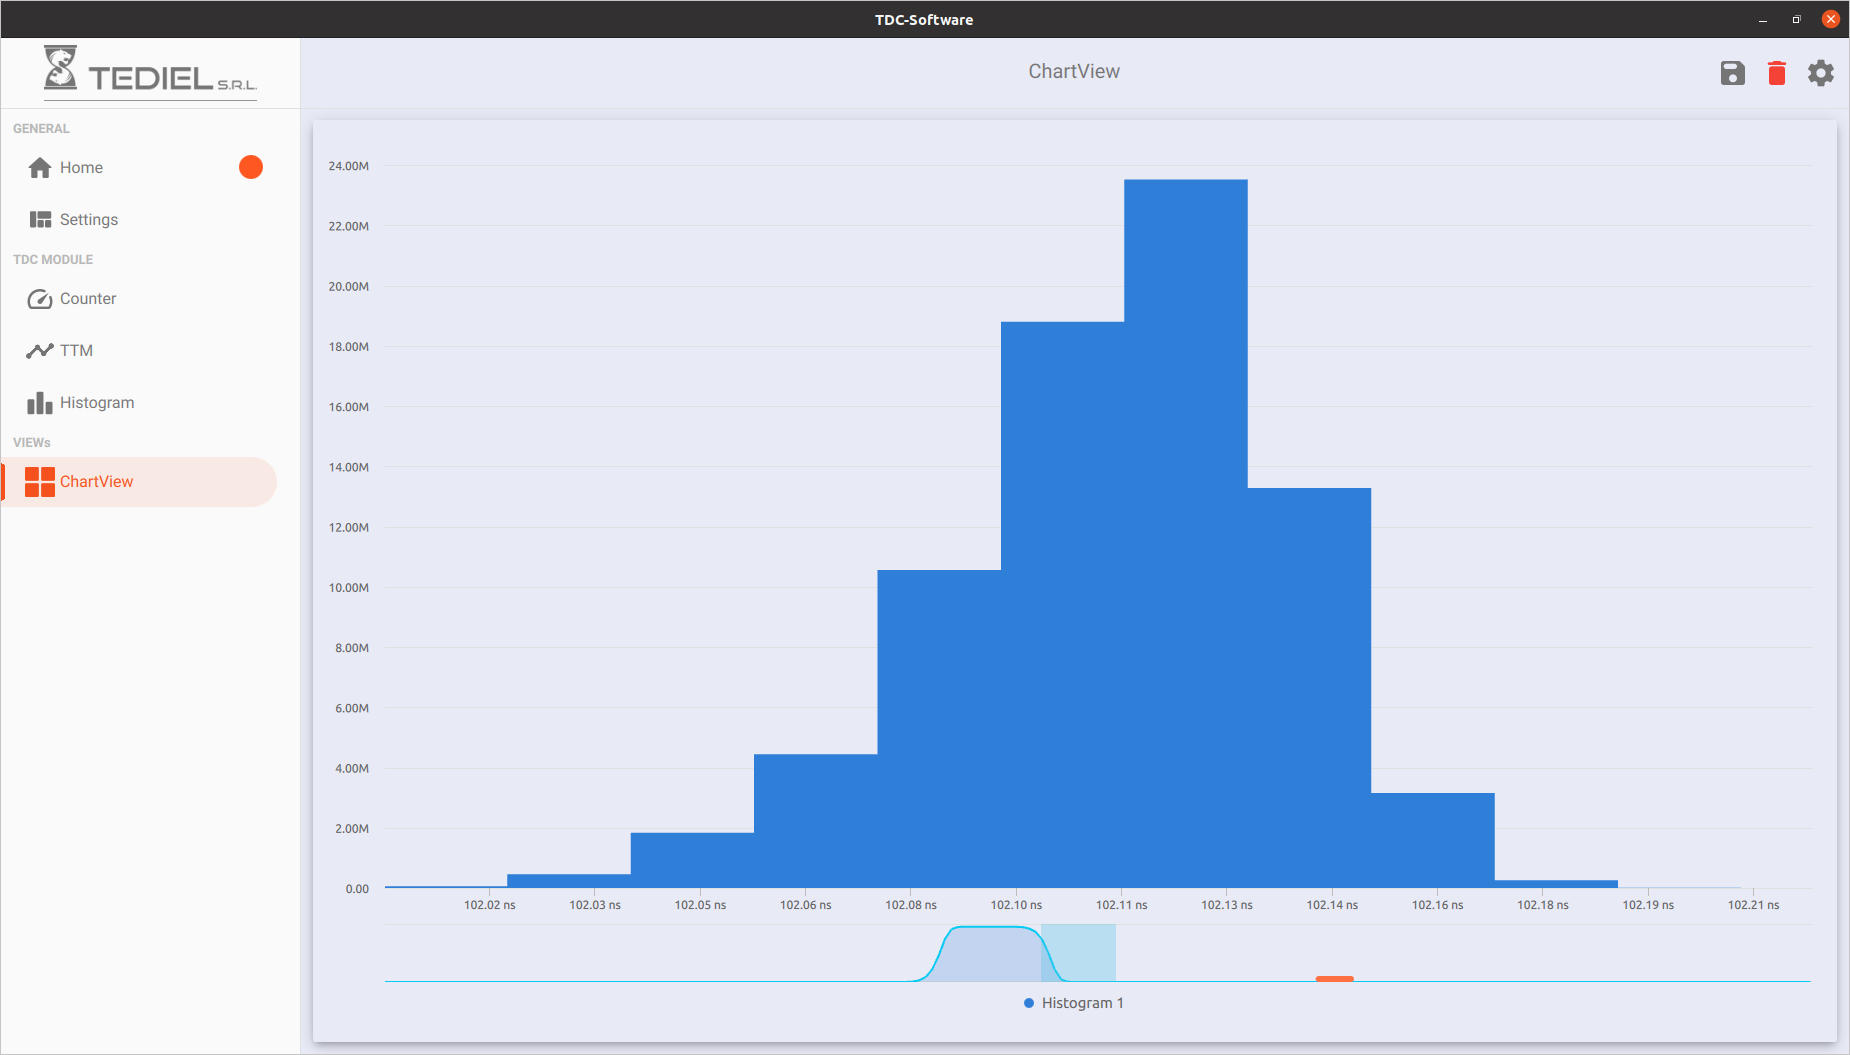 TDC-Software
TEDIEL S.R.L.
ChartView
GENERAL
Home
Settings
TDC MODULE
Counter
TTM
Histogram
VIEWs
ChartView
24.00M
22.00M
20.00M
18.00M
16.00M
14.00M
12.00M
10.00M
8.00M
6.00M
4.00M
2.00M
0.00
102.02 ns 102.03 ns 102.05 ns 102.06 ns 102.08 ns 102.10 ns 102.11 ns 102.13 ns 102.14 ns 102.16 ns 102.18 ns 102.19 ns 102.21 ns
Histogram 1